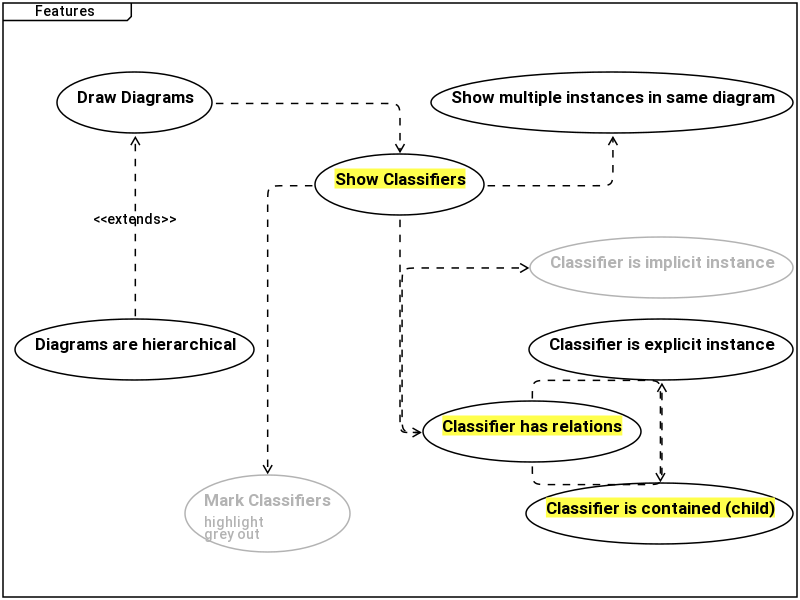 Features
Draw Diagrams
Show multiple instances in same diagram
Show Classifiers
<<extends>>
Classifier is implicit instance
Diagrams are hierarchical
Classifier is explicit instance
Classifier has relations
Mark Classifiers
highlight
grey out
Classifier is contained (child)